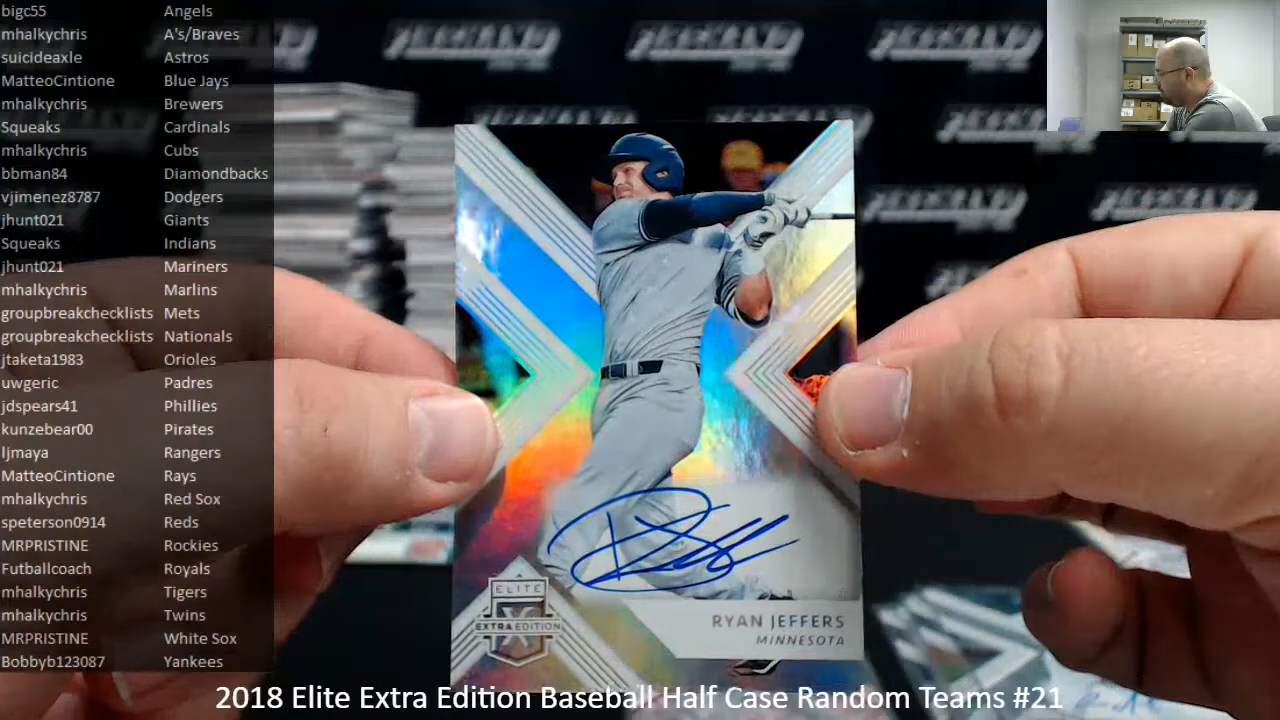 bigc55 Angels
mhalkychris A's/Braves
suicideaxle Astros
MatteoCintione Blue Jays
mhalkychris Brewers
Squeaks Cardinals
mhalkychris Cubs
bbman84 Diamondbacks
vjimenez8787 Dodgers
jhunt021 Giants
Squeaks Indians
jhunt021 Mariners
mhalkychris Marlins
groupbreakchecklists Mets
groupbreakchecklists Nationals
jtaketa1983 Orioles
uwgeric Padres
jdspears41 Phillies
kunzebear00 Pirates
ljmaya Rangers
MatteoCintione Rays
mhalkychris Red Sox
speterson0914 Reds
MRPRISTINE Rockies
Futballcoach Royals
mhalkychris Tigers
mhalkychris Twins
MRPRISTINE White Sox
Bobbyb123087 Yankees
ELITE
EXTRA EDITION
RYAN JEFFERS
MINNESOTA
2018 Elite Extra Edition Baseball Half Case Random Teams #21